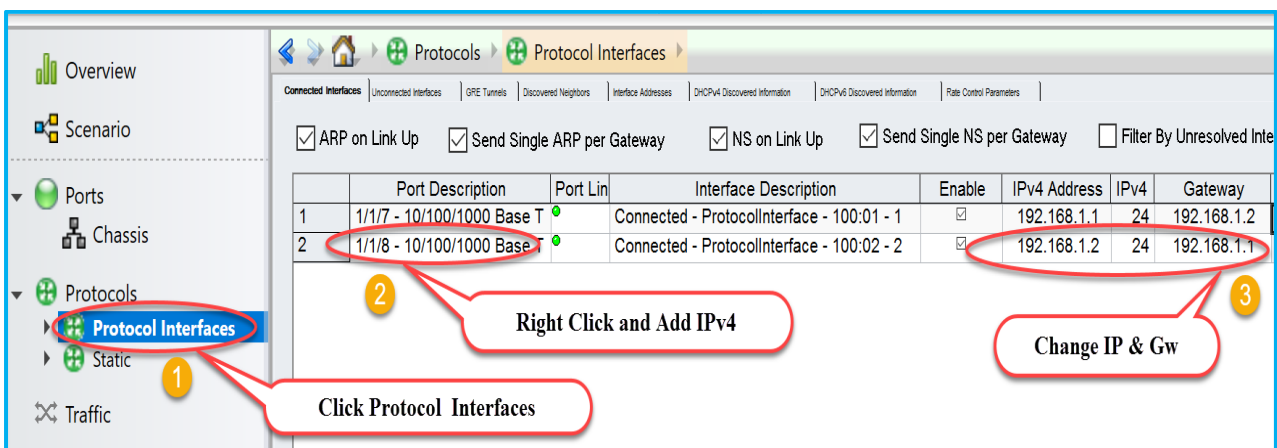 Overview
Scenario
Ports
Chassis
Protocols
Protocol Interfaces
Static
Traffic
Protocols
Protocol Interfaces
Connected Interfaces
Unconnected Interfaces
GRE Tunnels
Discovered Neighbors
Interface Addresses
DHCPv4 Discovered Information
DHCPv6 Discovered Information
Rate Control Parameters
ARP on Link Up
Send Single ARP per Gateway
NS on Link Up
Send Single NS per Gateway
Filter By Unresolved Inte
Port Description Port Lin Interface Description Enable IPv4 Address IPv4 Gateway
1 1/1/7 - 10/100/1000 Base T Connected - ProtocolInterface - 100:01 - 1 192.168.1.1 24 192.168.1.2
2 1/1/8 - 10/100/1000 Base T Connected - ProtocolInterface - 100:02 - 2 192.168.1.2 24 192.168.1.1
1
Click Protocol Interfaces
2
Right Click and Add IPv4
3
Change IP & Gw